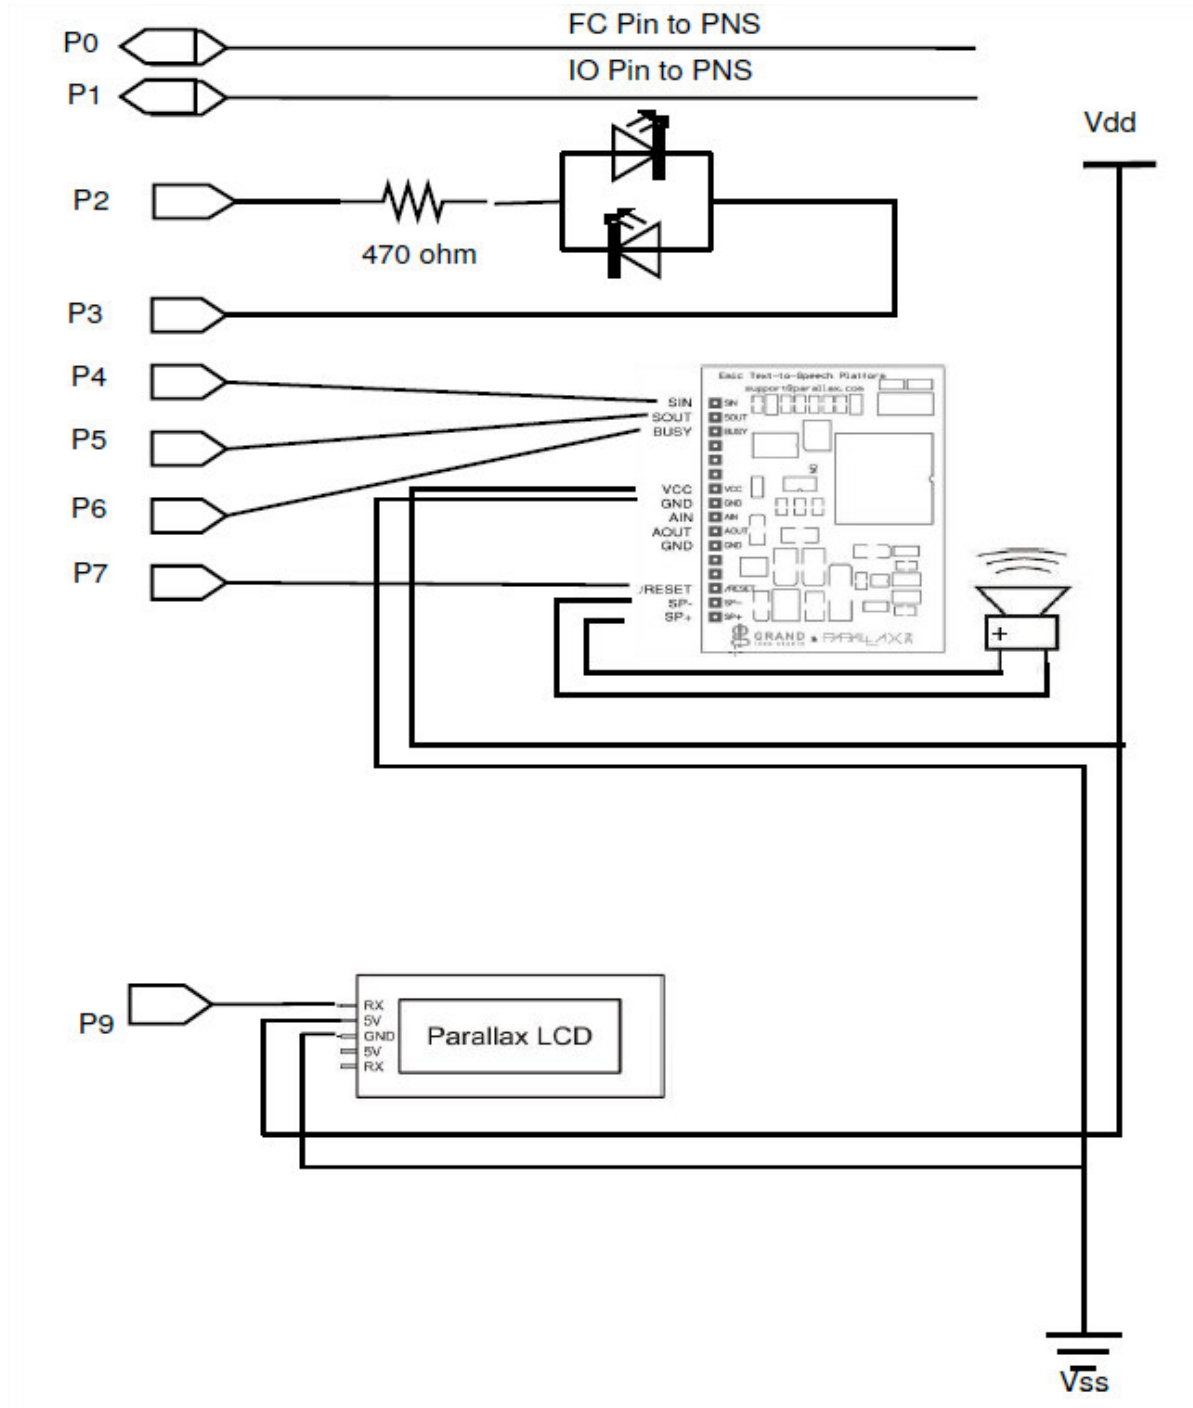 FC Pin to PNS
P0
IO Pin to PNS
P1
Vdd
P2
470 ohm
P3
P4
Emic Text-to-Speech Platform
support@parallax.com
SIN SIN
SOUT SOUT
BUSY BUSY
P5
P6
VCC VCC
GND GND
AIN AIN
AOUT AOUT
GND GND
P7
/RESET /RESET
SP- SP-
SP+ SP+
+
GRAND & PARALLAX
P9
RX
5V
GND
5V
RX
Parallax LCD
Vss